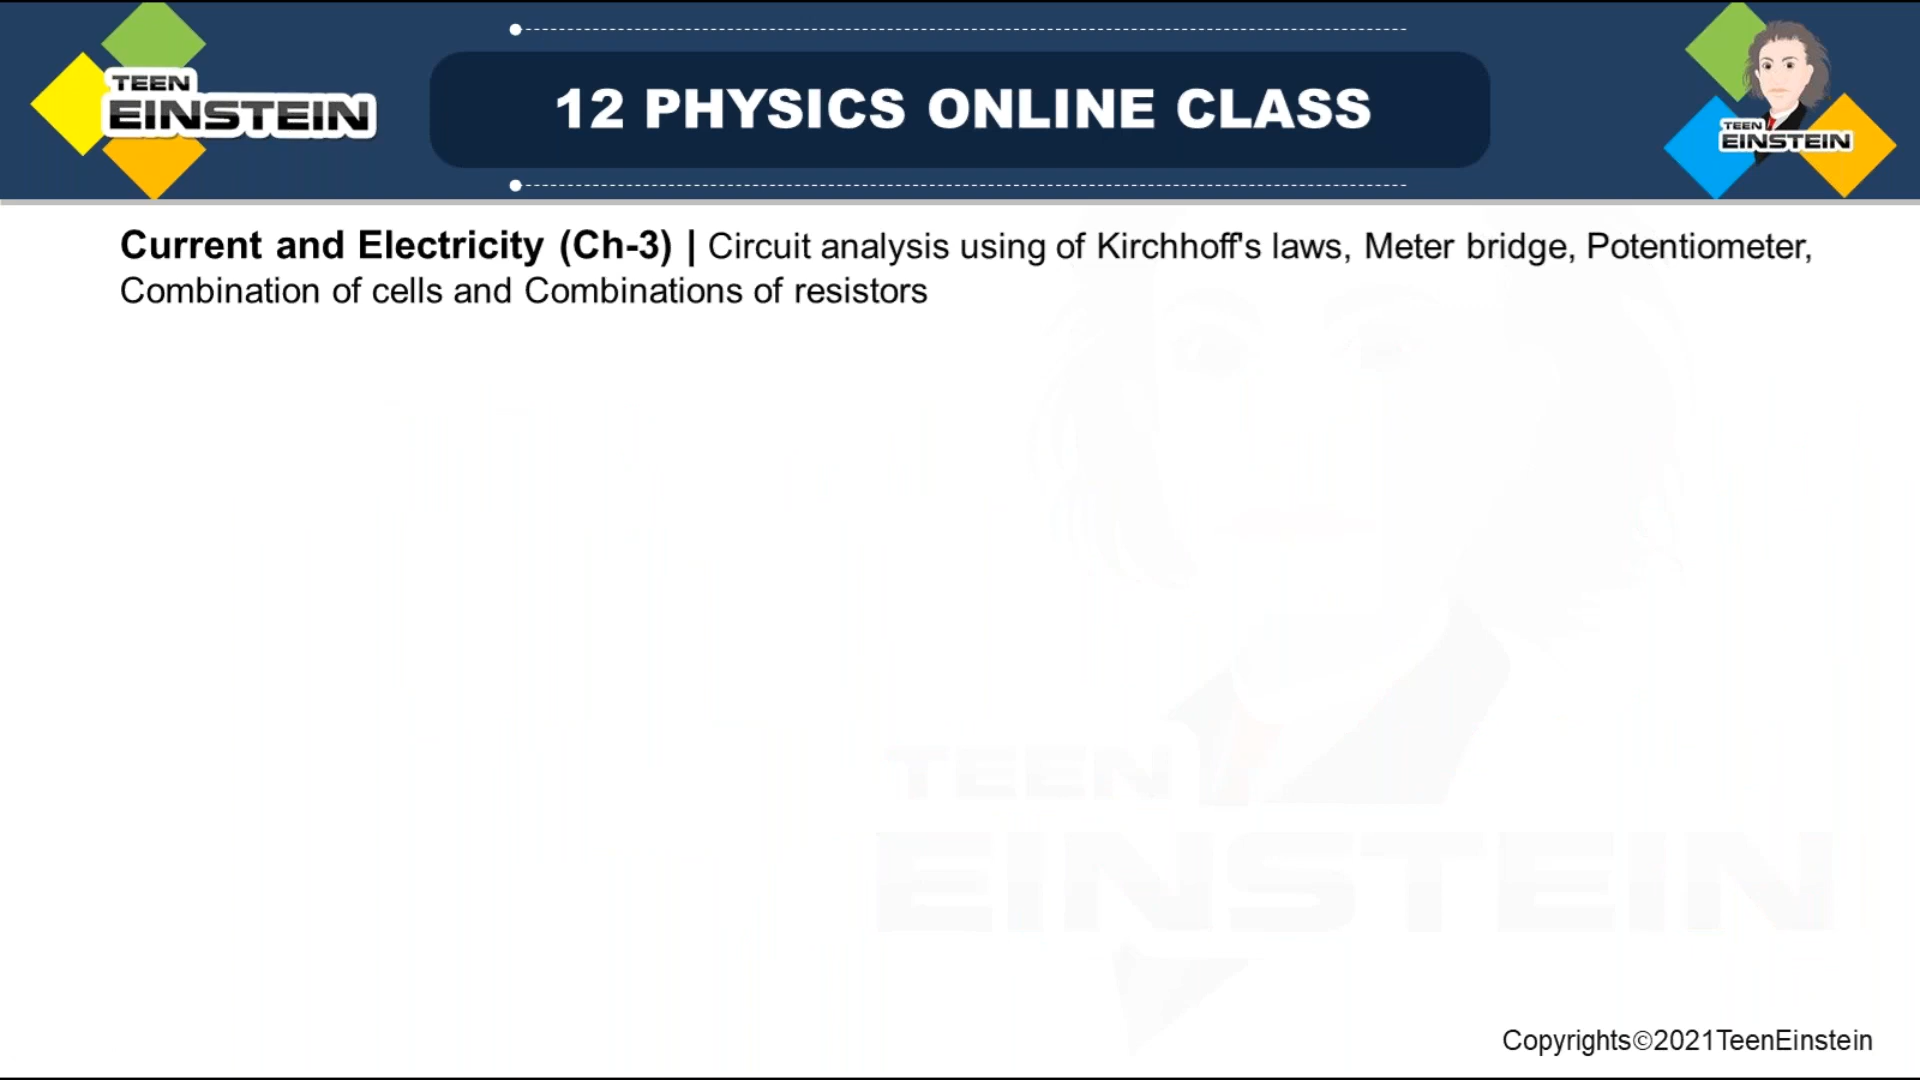 TEEN
EINSTEIN
12 PHYSICS ONLINE CLASS
TEEN
EINSTEIN
Current and Electricity (Ch-3) | Circuit analysis using of Kirchhoff's laws, Meter bridge, Potentiometer,
Combination of cells and Combinations of resistors
TEEN
EINSTEIN
Copyrights©2021TeenEinstein